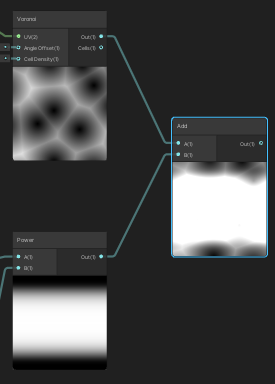 Voronoi
UV(2) Out(1)
Angle Offset(1) Cells(1)
Cell Density(1)
Add
A(1) Out(1)
B(1)
Power
A(1) Out(1)
B(1)